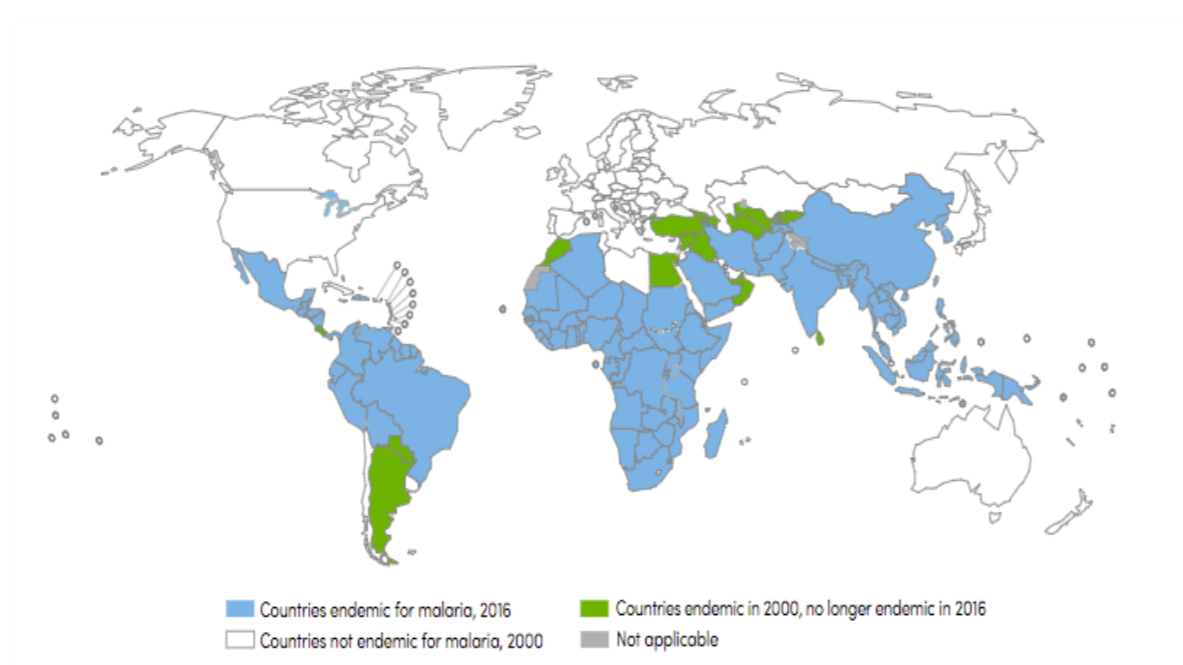 Countries endemic for malaria, 2016
Countries endemic in 2000, no longer endemic in 2016
Countries not endemic for malaria, 2000
Not applicable